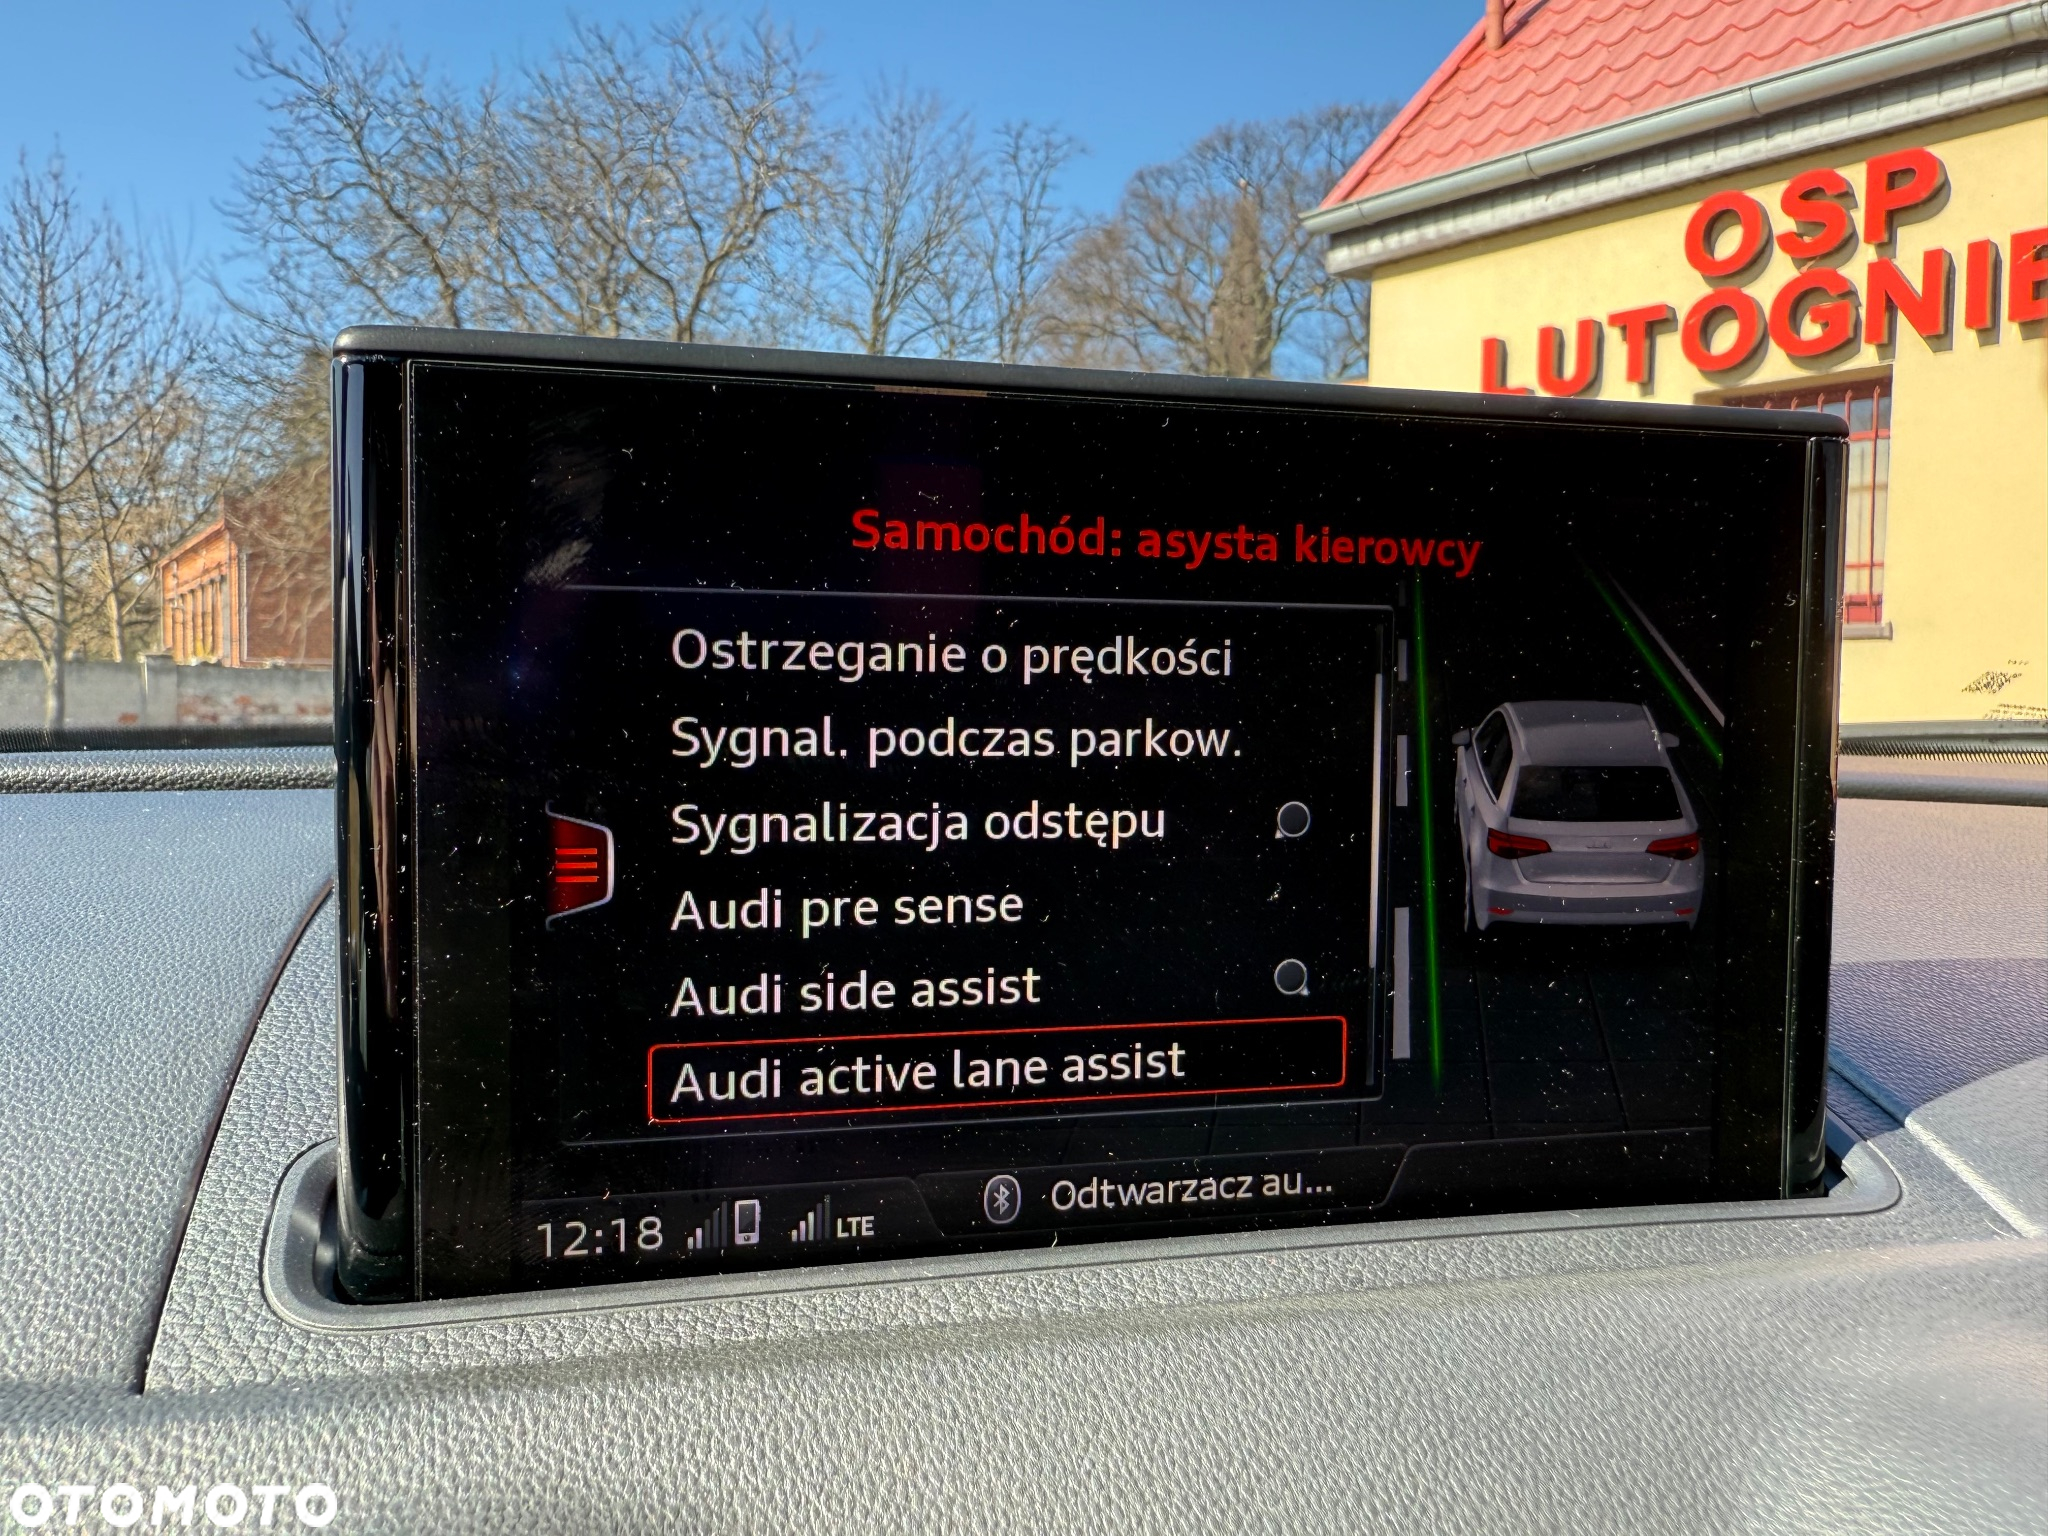 OSP
LUTOGNIE
Samochód: asysta kierowcy
Ostrzeganie o prędkości
Sygnal. podczas parkow.
Sygnalizacja odstępu
Audi pre sense
Audi side assist
Audi active lane assist
12:18
LTE
Odtwarzacz au...
OTOMOTO